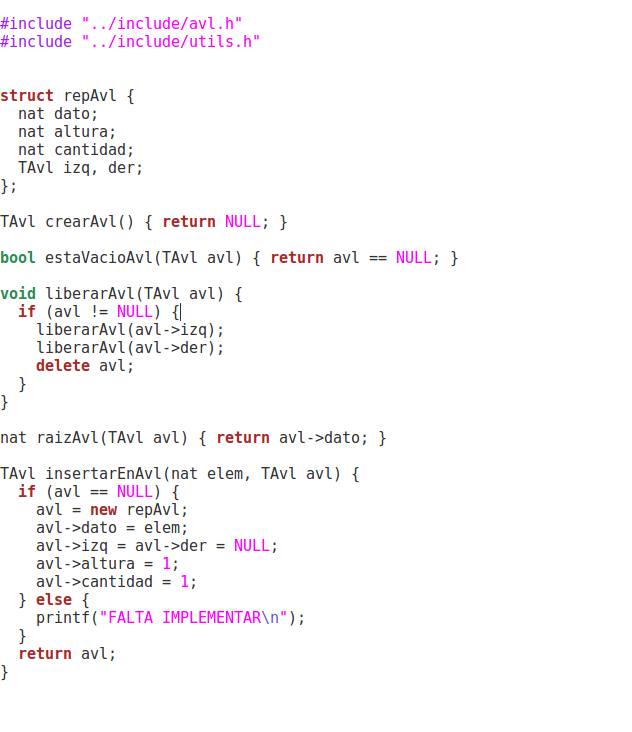 #include "../include/avl.h"
#include "../include/utils.h"
struct repAvl {
  nat dato;
  nat altura;
  nat cantidad;
  TAvl izq, der;
};
TAvl crearAvl() { return NULL; }
bool estaVacioAvl(TAvl avl) { return avl == NULL; }
void liberarAvl(TAvl avl) {
  if (avl != NULL) {
    liberarAvl(avl->izq);
    liberarAvl(avl->der);
    delete avl;
  }
}
nat raizAvl(TAvl avl) { return avl->dato; }
TAvl insertarEnAvl(nat elem, TAvl avl) {
  if (avl == NULL) {
    avl = new repAvl;
    avl->dato = elem;
    avl->izq = avl->der = NULL;
    avl->altura = 1;
    avl->cantidad = 1;
  } else {
    printf("FALTA IMPLEMENTAR\n");
  }
  return avl;
}